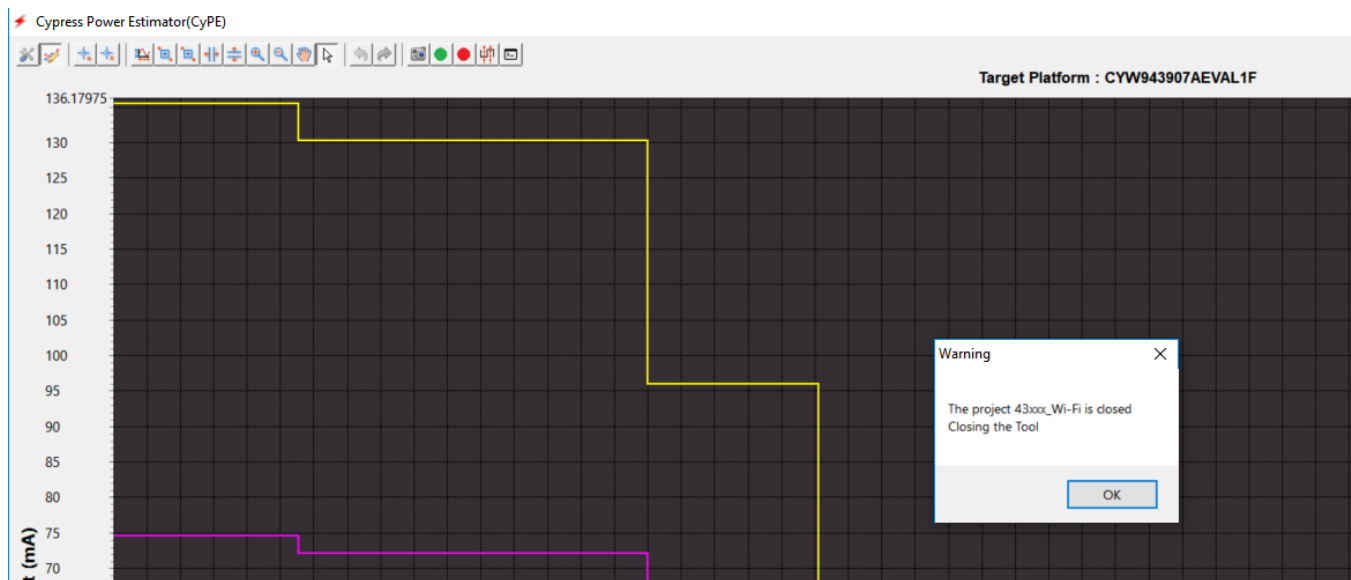 Cypress Power Estimator(CyPE)
Target Platform : CYW943907AEVAL1F
136.17975
130
125
120
115
110
105
100
95
90
85
80
75
70
(mA)
Warning
The project 43xxx_Wi-Fi is closed
Closing the Tool
OK